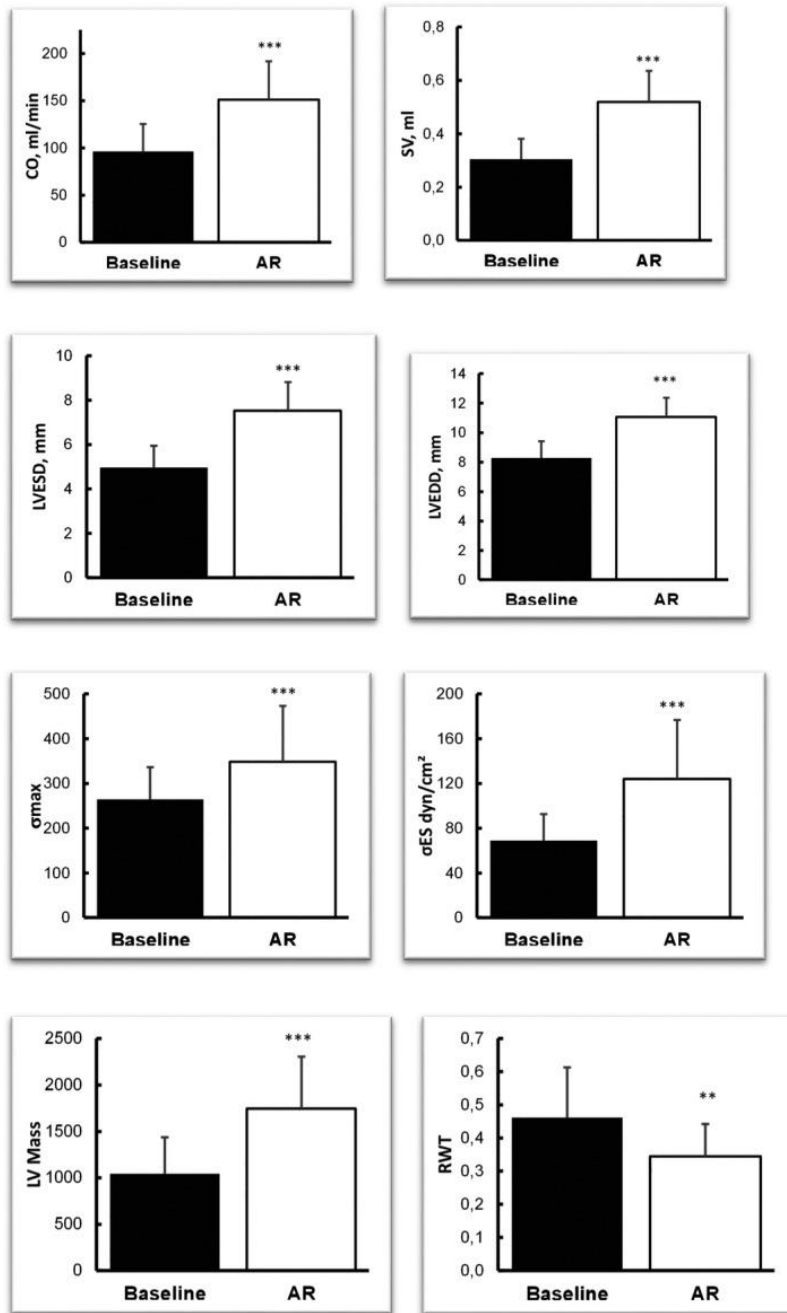 CO, ml/min
200
150
100
50
0
***
Baseline
AR
SV, ml
0,8
0,6
0,4
0,2
0,0
***
Baseline
AR
LVESD, mm
10
8
6
4
2
0
***
Baseline
AR
LVEDD, mm
14
12
10
8
6
4
2
0
***
Baseline
AR
σmax
500
400
300
200
100
0
***
Baseline
AR
σES dyn/cm²
200
160
120
80
40
0
***
Baseline
AR
LV Mass
2500
2000
1500
1000
500
0
***
Baseline
AR
RWT
0,7
0,6
0,5
0,4
0,3
0,2
0,1
0,0
**
Baseline
AR